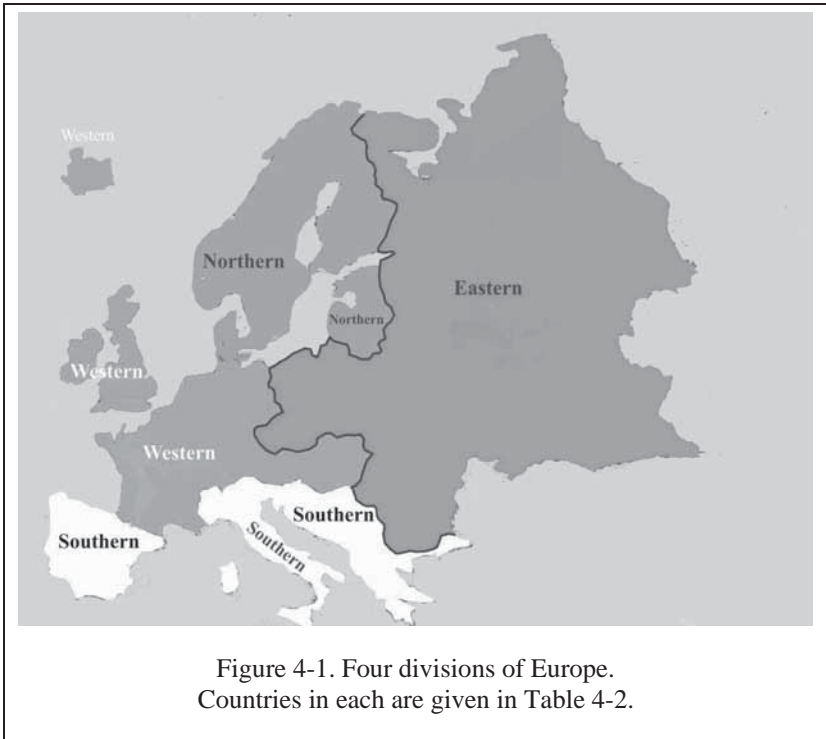 Western
Northern
Eastern
Northern
Western
Western
Southern
Southern
Southern
Figure 4-1. Four divisions of Europe.
Countries in each are given in Table 4-2.